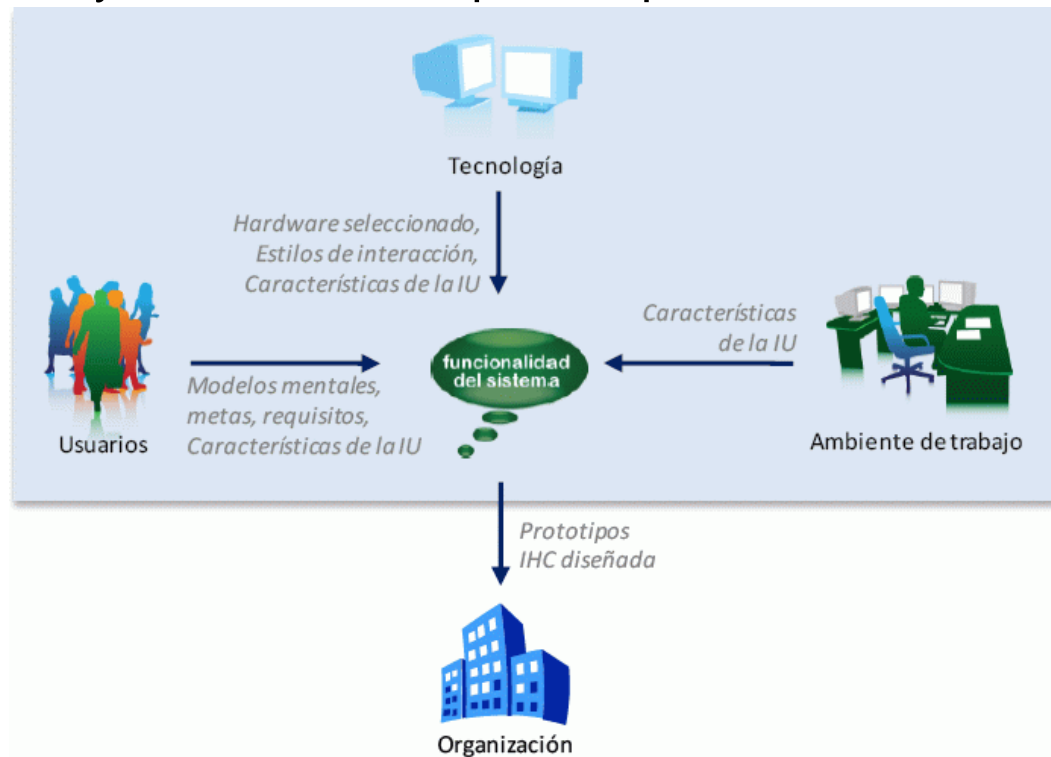 Tecnología
Hardware seleccionado,
Estilos de interacción,
Características de la IU
Características
de la IU
funcionalidad
del sistema
Modelos mentales,
metas, requisitos,
Características de la IU
Usuarios
Ambiente de trabajo
Prototipos
IHC diseñada
Organización